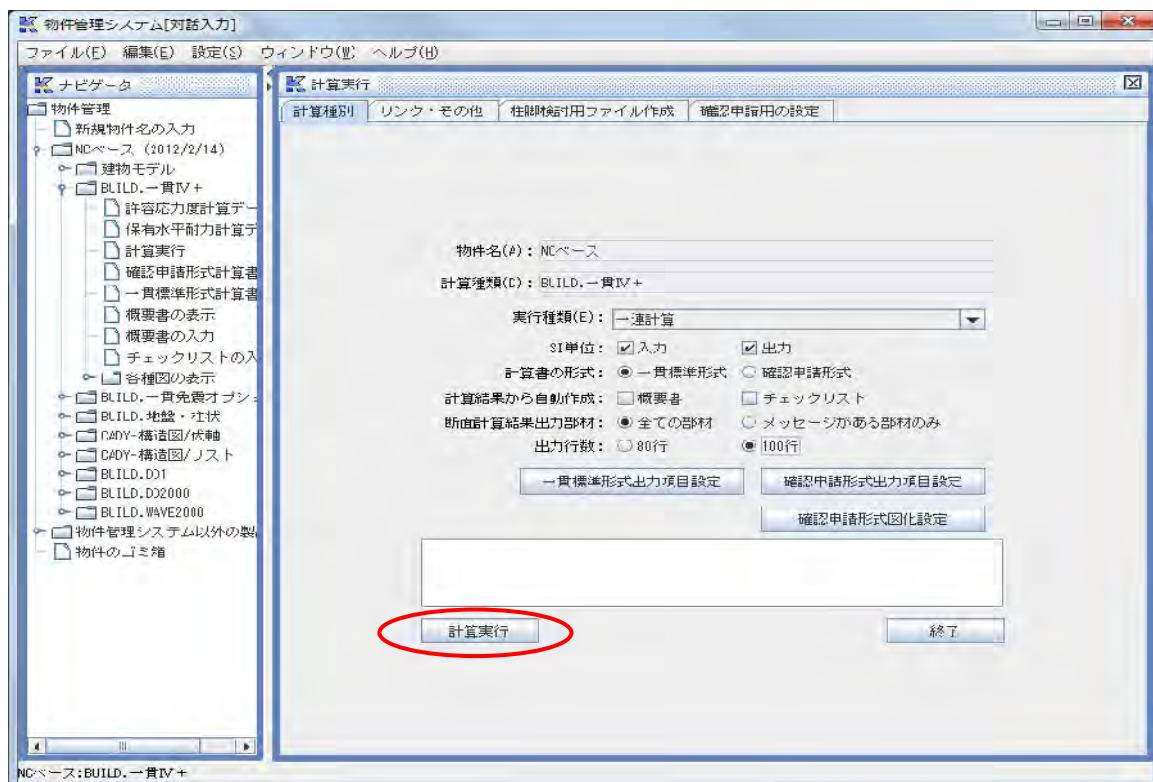 物件管理システム[対話入力]
ファイル(F) 編集(E) 設定(S) ウィンドウ(W) ヘルプ(H)
ナビゲータ
物件管理
新規物件名の入力
NCベース (2012/2/14)
建物モデル
BUILD.一貫Ⅳ+
許容応力度計算デー
保有水平耐力計算デ
計算実行
確認申請形式計算書
一貫標準形式計算書
概要書の表示
概要書の入力
チェックリストの入
各種図の表示
BUILD.一貫免震オプショ
BUILD.地盤・柱状
CADY-構造図/伏軸
CADY-構造図/リスト
BUILD.DD1
BUILD.DD2000
BUILD.WAVE2000
物件管理システム以外の製品
物件のゴミ箱
計算実行
計算種別 リンク・その他 柱脚検討用ファイル作成 確認申請用の設定
物件名(A): NCベース
計算種類(C): BUILD.一貫Ⅳ+
実行種類(E): 一連計算
SI単位: 入力 出力
計算書の形式: 一貫標準形式 確認申請形式
計算結果から自動作成: 概要書 チェックリスト
断面計算結果出力部材: 全ての部材 メッセージがある部材のみ
出力行数: 80行 100行
一貫標準形式出力項目設定 確認申請形式出力項目設定
確認申請形式図化設定
計算実行 終了
NCベース:BUILD.一貫Ⅳ+